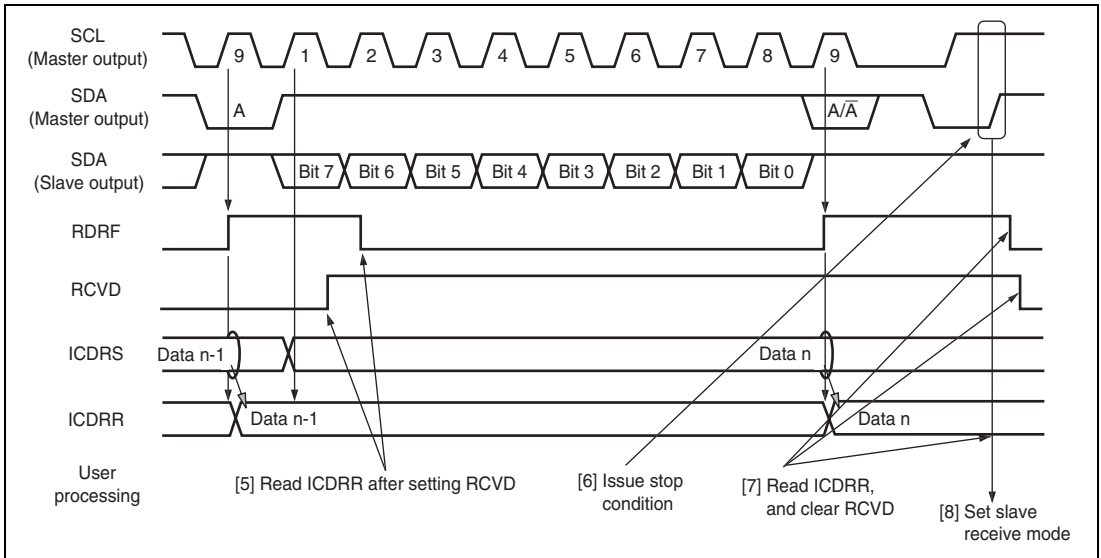 SCL
(Master output)
9 1 2 3 4 5 6 7 8 9
SDA
(Master output)
A A/A̅
SDA
(Slave output)
Bit 7 Bit 6 Bit 5 Bit 4 Bit 3 Bit 2 Bit 1 Bit 0
RDRF
RCVD
ICDRS
Data n-1 Data n
ICDRR
Data n-1 Data n
User
processing
[5] Read ICDRR after setting RCVD
[6] Issue stop
condition
[7] Read ICDRR,
and clear RCVD
[8] Set slave
receive mode